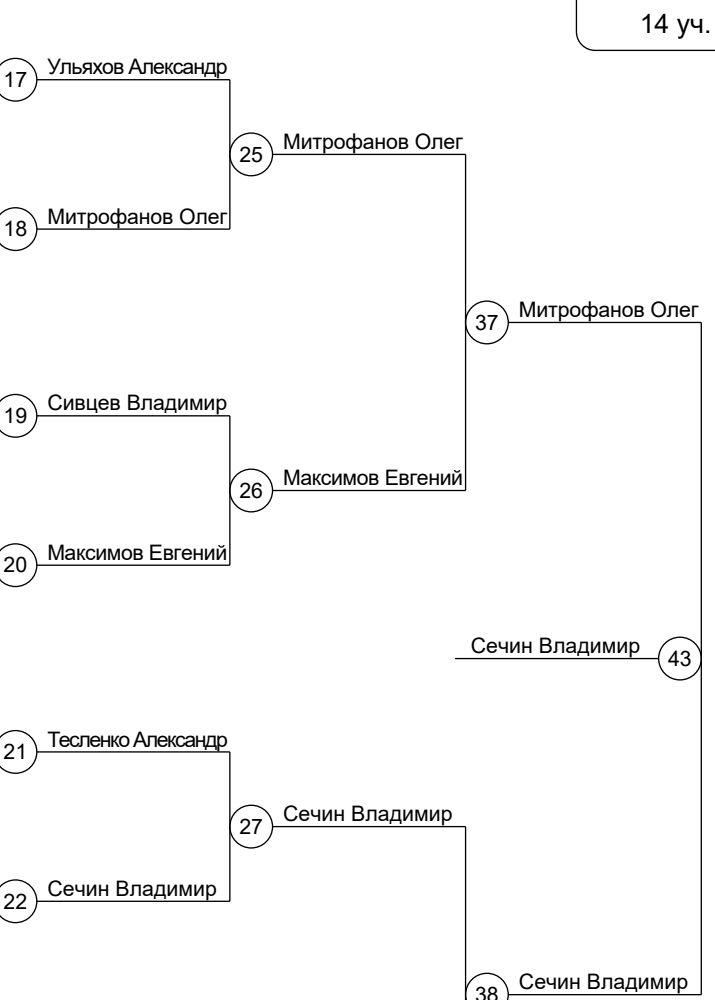 14 уч.
17 Ульяхов Александр
25 Митрофанов Олег
18 Митрофанов Олег
37 Митрофанов Олег
19 Сивцев Владимир
26 Максимов Евгений
20 Максимов Евгений
Сечин Владимир 43
21 Тесленко Александр
27 Сечин Владимир
22 Сечин Владимир
38 Сечин Владимир